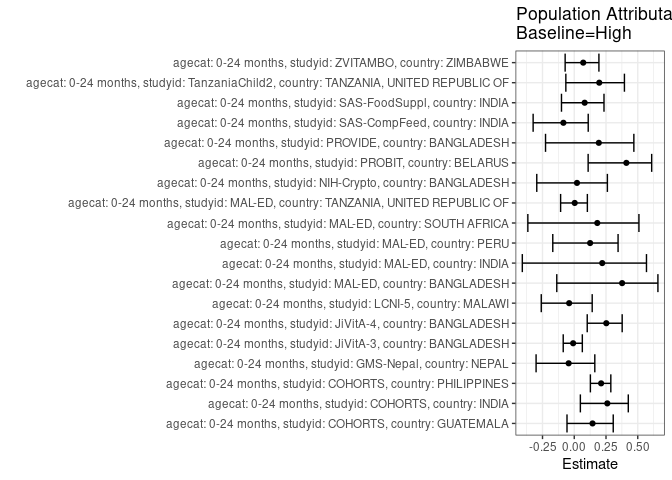 Population Attributa
Baseline=High
agecat: 0-24 months, studyid: ZVITAMBO, country: ZIMBABWE
agecat: 0-24 months, studyid: TanzaniaChild2, country: TANZANIA, UNITED REPUBLIC OF
agecat: 0-24 months, studyid: SAS-FoodSuppl, country: INDIA
agecat: 0-24 months, studyid: SAS-CompFeed, country: INDIA
agecat: 0-24 months, studyid: PROVIDE, country: BANGLADESH
agecat: 0-24 months, studyid: PROBIT, country: BELARUS
agecat: 0-24 months, studyid: NIH-Crypto, country: BANGLADESH
agecat: 0-24 months, studyid: MAL-ED, country: TANZANIA, UNITED REPUBLIC OF
agecat: 0-24 months, studyid: MAL-ED, country: SOUTH AFRICA
agecat: 0-24 months, studyid: MAL-ED, country: PERU
agecat: 0-24 months, studyid: MAL-ED, country: INDIA
agecat: 0-24 months, studyid: MAL-ED, country: BANGLADESH
agecat: 0-24 months, studyid: LCNI-5, country: MALAWI
agecat: 0-24 months, studyid: JiVitA-4, country: BANGLADESH
agecat: 0-24 months, studyid: JiVitA-3, country: BANGLADESH
agecat: 0-24 months, studyid: GMS-Nepal, country: NEPAL
agecat: 0-24 months, studyid: COHORTS, country: PHILIPPINES
agecat: 0-24 months, studyid: COHORTS, country: INDIA
agecat: 0-24 months, studyid: COHORTS, country: GUATEMALA
-0.25 0.00 0.25 0.50
Estimate